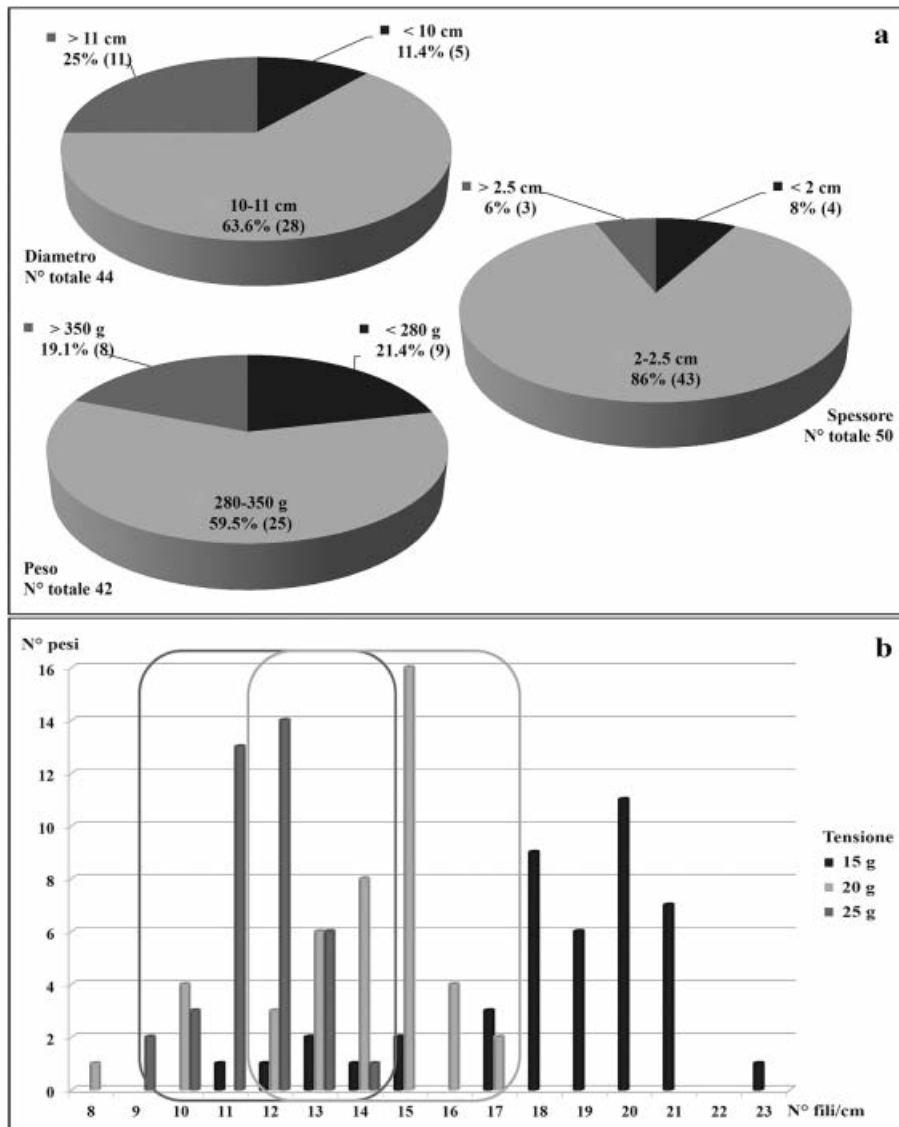 a
> 11 cm
25% (11)
< 10 cm
11.4% (5)
10-11 cm
63.6% (28)
Diametro
N° totale 44
> 2.5 cm
6% (3)
< 2 cm
8% (4)
2-2.5 cm
86% (43)
Spessore
N° totale 50
> 350 g
19.1% (8)
< 280 g
21.4% (9)
280-350 g
59.5% (25)
Peso
N° totale 42
b
N° pesi
16
14
12
10
8
6
4
2
0
8 9 10 11 12 13 14 15 16 17 18 19 20 21 22 23 N° fili/cm
Tensione
15 g
20 g
25 g